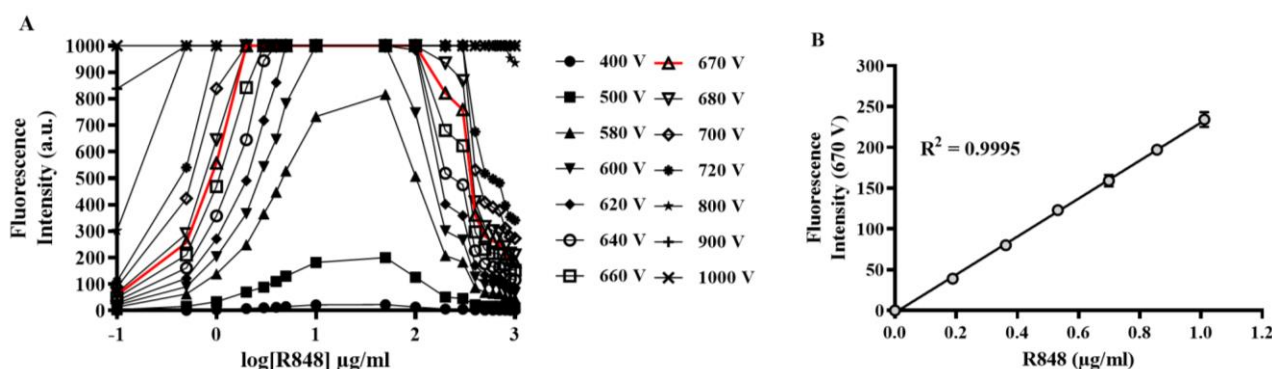 A
1000
900
800
700
600
500
400
300
200
100
0
Fluorescence
Intensity (a.u.)
-1
0
1
2
3
log[R848] µg/ml
400 V
500 V
580 V
600 V
620 V
640 V
660 V
670 V
680 V
700 V
720 V
800 V
900 V
1000 V
B
300
250
200
150
100
50
0
Fluorescence
Intensity (670 V)
R² = 0.9995
0.0
0.2
0.4
0.6
0.8
1.0
1.2
R848 (µg/ml)